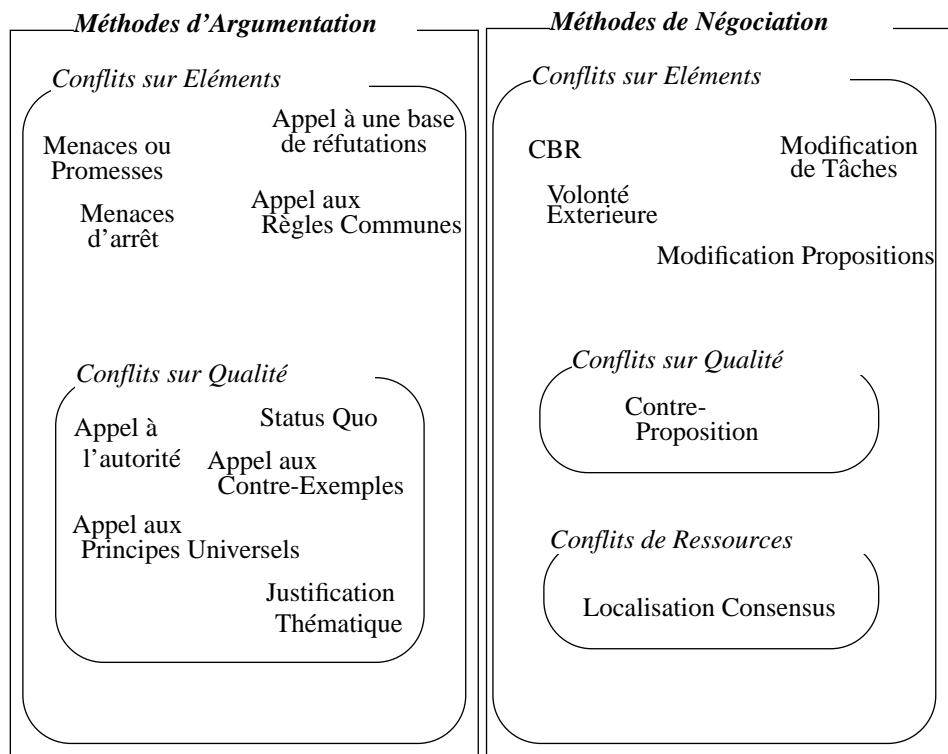 Méthodes d'Argumentation
Conflits sur Eléments
Menaces ou
Promesses
Appel à une base
de réfutations
Menaces
d'arrêt
Appel aux
Règles Communes
Conflits sur Qualité
Status Quo
Appel à
l'autorité
Appel aux
Contre-Exemples
Appel aux
Principes Universels
Justification
Thématique
Méthodes de Négociation
Conflits sur Eléments
CBR
Modification
de Tâches
Volonté
Exterieure
Modification Propositions
Conflits sur Qualité
Contre-
Proposition
Conflits de Ressources
Localisation Consensus